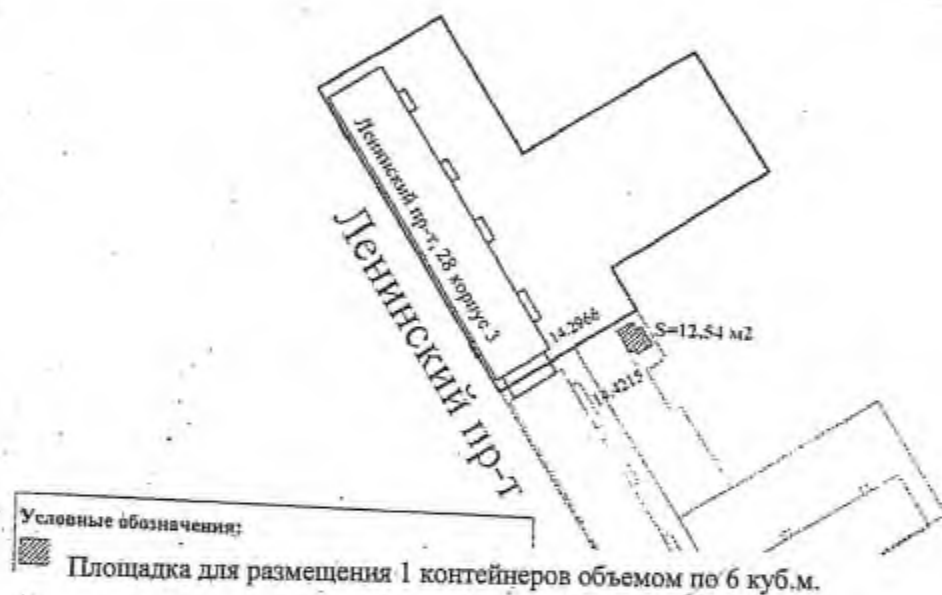 Ленинский пр-т, 28 корпус 3
Ленинский пр-т
14.2966
S=12,54 м2
14.4215
Условные обозначения:
Площадка для размещения 1 контейнеров объемом по 6 куб.м.